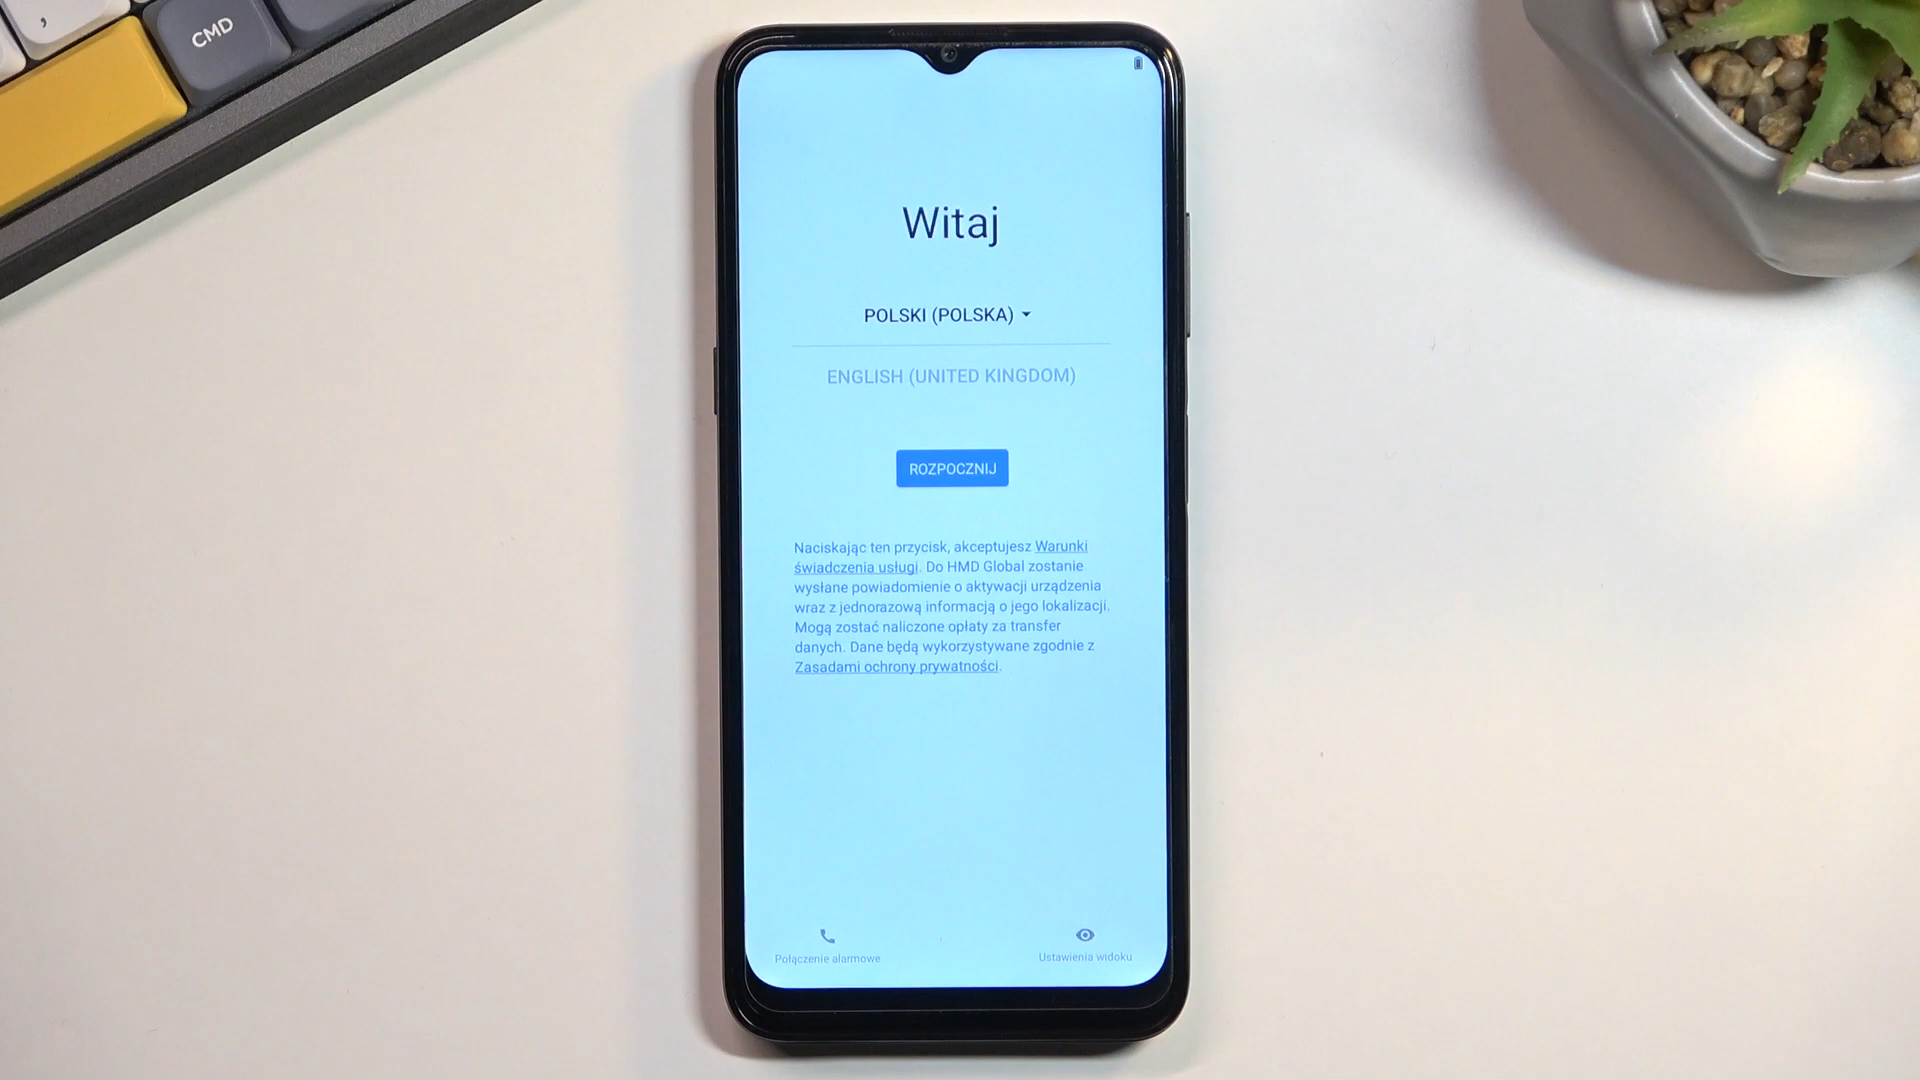 ,
CMD
Witaj
POLSKI (POLSKA)
ENGLISH (UNITED KINGDOM)
ROZPOCZNIJ
Naciskając ten przycisk, akceptujesz Warunki
świadczenia usługi. Do HMD Global zostanie
wysłane powiadomienie o aktywacji urządzenia
wraz z jednorazową informacją o jego lokalizacji.
Mogą zostać naliczone opłaty za transfer
danych. Dane będą wykorzystywane zgodnie z
Zasadami ochrony prywatności.
Połączenie alarmowe
Ustawienia widoku